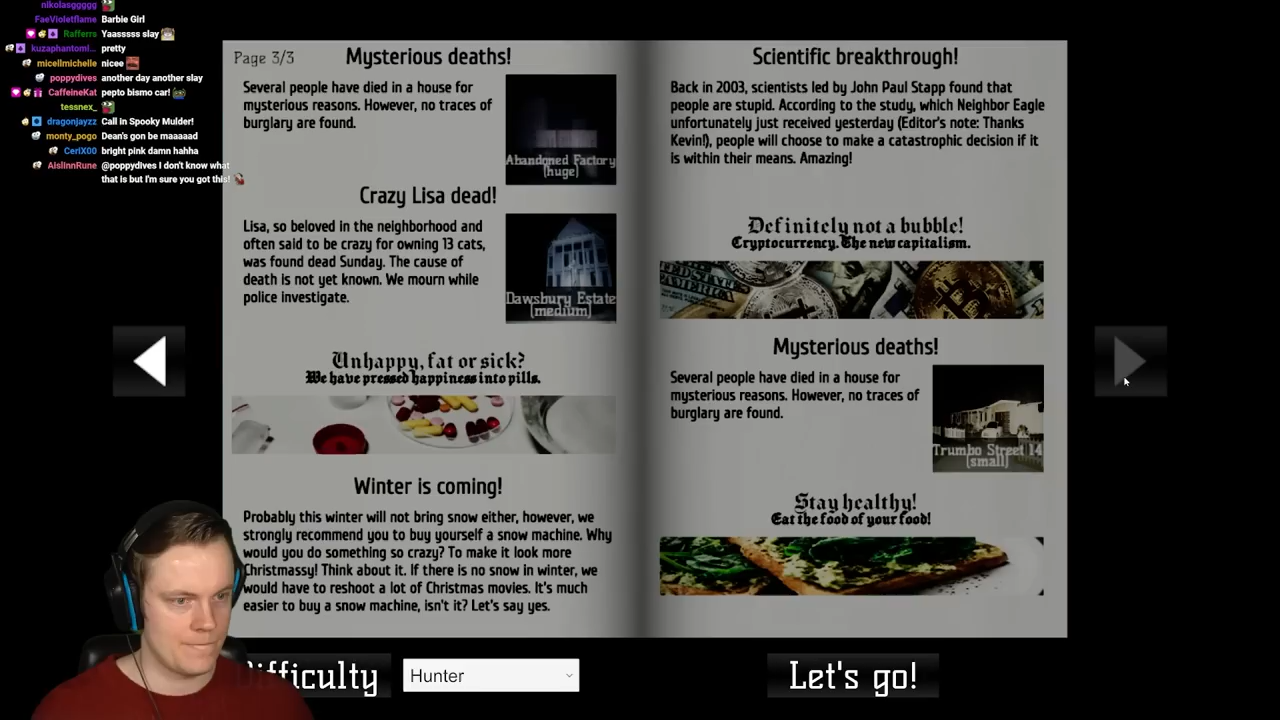 nikolasggggg
FaeVioletflame Barbie Girl
Rafferrs Yaasssss slay
kuzaphantomi... pretty
micellmichelle nicee
poppydives another day another slay
CaffeineKat pepto bismo car!
tessnex_
dragonjayzz Call in Spooky Mulder!
monty_pogo Dean's gon be maaaaad
CeriX00 bright pink damn hahha
AislinnRune @poppydives I don't know what
that is but I'm sure you got this!
Page 3/3
Mysterious deaths!
Several people have died in a house for
mysterious reasons. However, no traces of
burglary are found.
Abandoned Factory
(huge)
Crazy Lisa dead!
Lisa, so beloved in the neighborhood and
often said to be crazy for owning 13 cats,
was found dead Sunday. The cause of
death is not yet known. We mourn while
police investigate.
Dawsbury Estate
(medium)
Unhappy, fat or sick?
We have pressed happiness into pills.
Winter is coming!
Probably this winter will not bring snow either, however, we
strongly recommend you to buy yourself a snow machine. Why
would you do something so crazy? To make it look more
Christmassy! Think about it. If there is no snow in winter, we
would have to reshoot a lot of Christmas movies. It's much
easier to buy a snow machine, isn't it? Let's say yes.
Scientific breakthrough!
Back in 2003, scientists led by John Paul Stapp found that
people are stupid. According to the study, which Neighbor Eagle
unfortunately just received yesterday (Editor's note: Thanks
Kevin!), people will choose to make a catastrophic decision if it
is within their means. Amazing!
Definitely not a bubble!
Cryptocurrency. The new capitalism.
Mysterious deaths!
Several people have died in a house for
mysterious reasons. However, no traces of
burglary are found.
Trumbo Street 14
(small)
Stay healthy!
Eat the food of your food!
Difficulty
Hunter
Let's go!